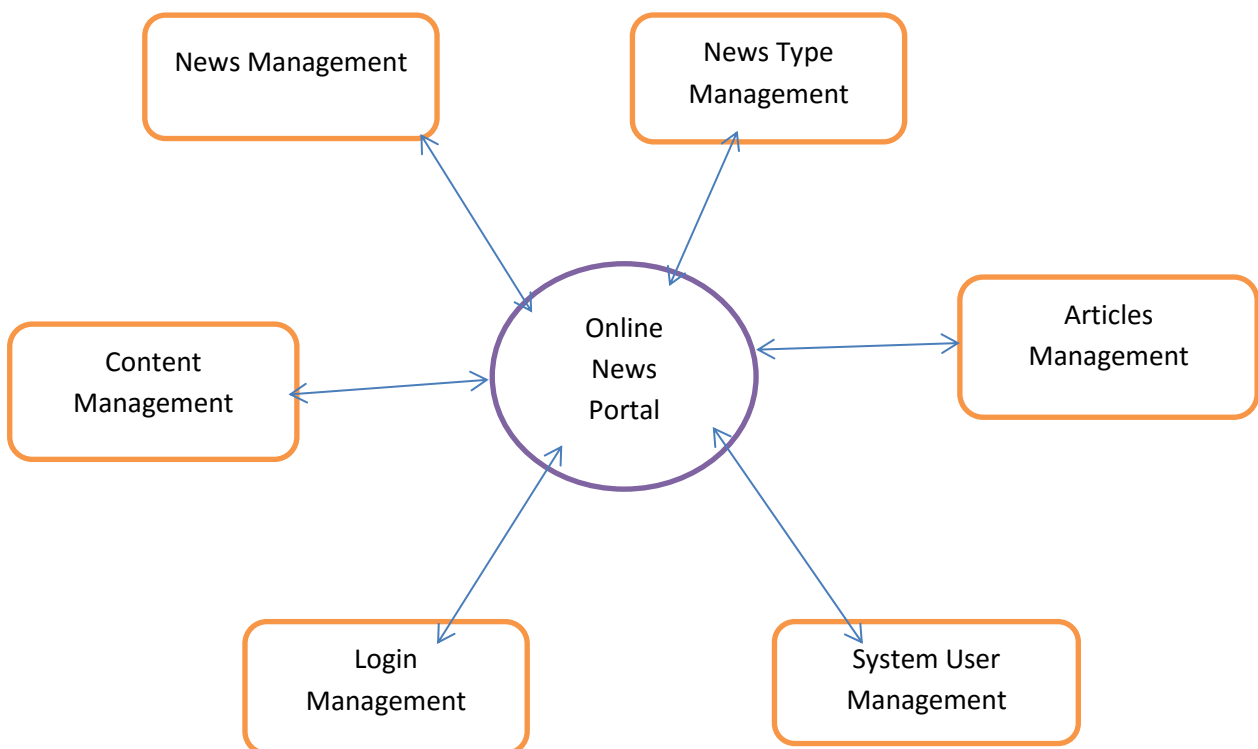 News Management
News Type
Management
Online
News
Portal
Articles
Management
Content
Management
Login
Management
System User
Management